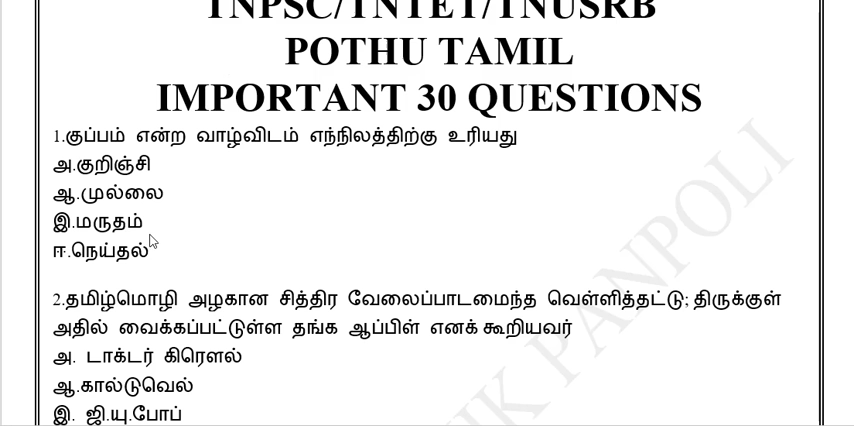 TNPSC/TNTET/TNUSRB
POTHU TAMIL
IMPORTANT 30 QUESTIONS
1.குப்பம் என்ற வாழ்விடம் எந்நிலத்திற்கு உரியது
அ.குறிஞ்சி
ஆ.முல்லை
இ.மருதம்
ஈ.நெய்தல்
2.தமிழ்மொழி அழகான சித்திர வேலைப்பாடமைந்த வெள்ளித்தட்டு; திருக்குள்
அதில் வைக்கப்பட்டுள்ள தங்க ஆப்பிள் எனக் கூறியவர்
அ. டாக்டர் கிரௌல்
ஆ.கால்டுவெல்
இ. ஜி.யு.போப்
PANPOLI